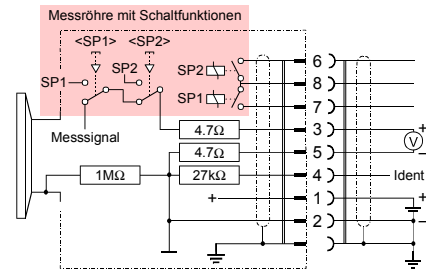 Messröhre mit Schaltfunktionen
<SP1> <SP2>
SP1 SP2
SP2 6
8
SP1 7
Messsignal
4.7Ω 3 +
V
4.7Ω 5 –
1MΩ 27kΩ 4 Ident
+ 1 +
2 –
5